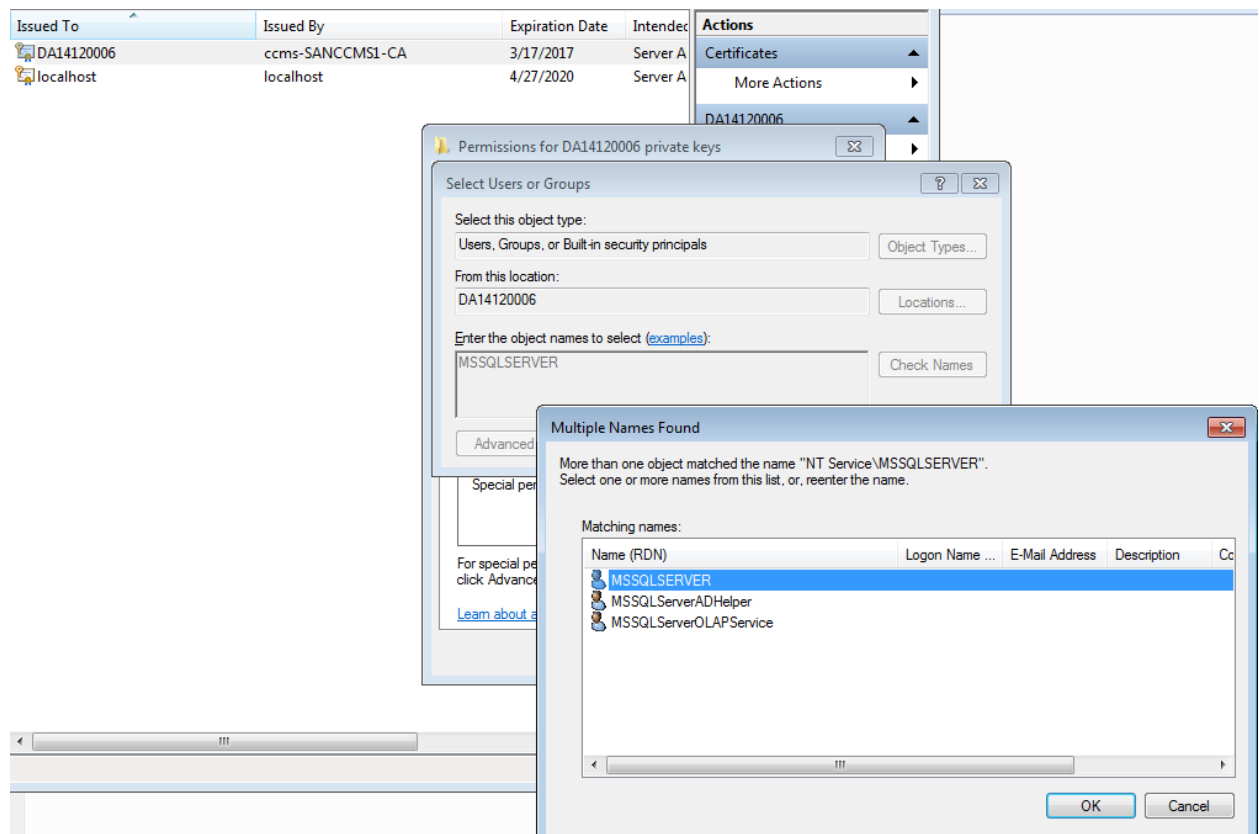 Issued To Issued By Expiration Date Intended Actions
DA14120006 ccms-SANCCMS1-CA 3/17/2017 Server A Certificates
localhost localhost 4/27/2020 Server A More Actions
DA14120006
Permissions for DA14120006 private keys
Select Users or Groups
Select this object type:
Users, Groups, or Built-in security principals Object Types...
From this location:
DA14120006 Locations...
Enter the object names to select (examples):
MSSQLSERVER Check Names
Advanced
Special per
For special pe
click Advance
Learn about a
Multiple Names Found
More than one object matched the name "NT Service\MSSQLSERVER".
Select one or more names from this list, or, reenter the name.
Matching names:
Name (RDN) Logon Name ... E-Mail Address Description Co
MSSQLSERVER
MSSQLServerADHelper
MSSQLServerOLAPService
OK Cancel